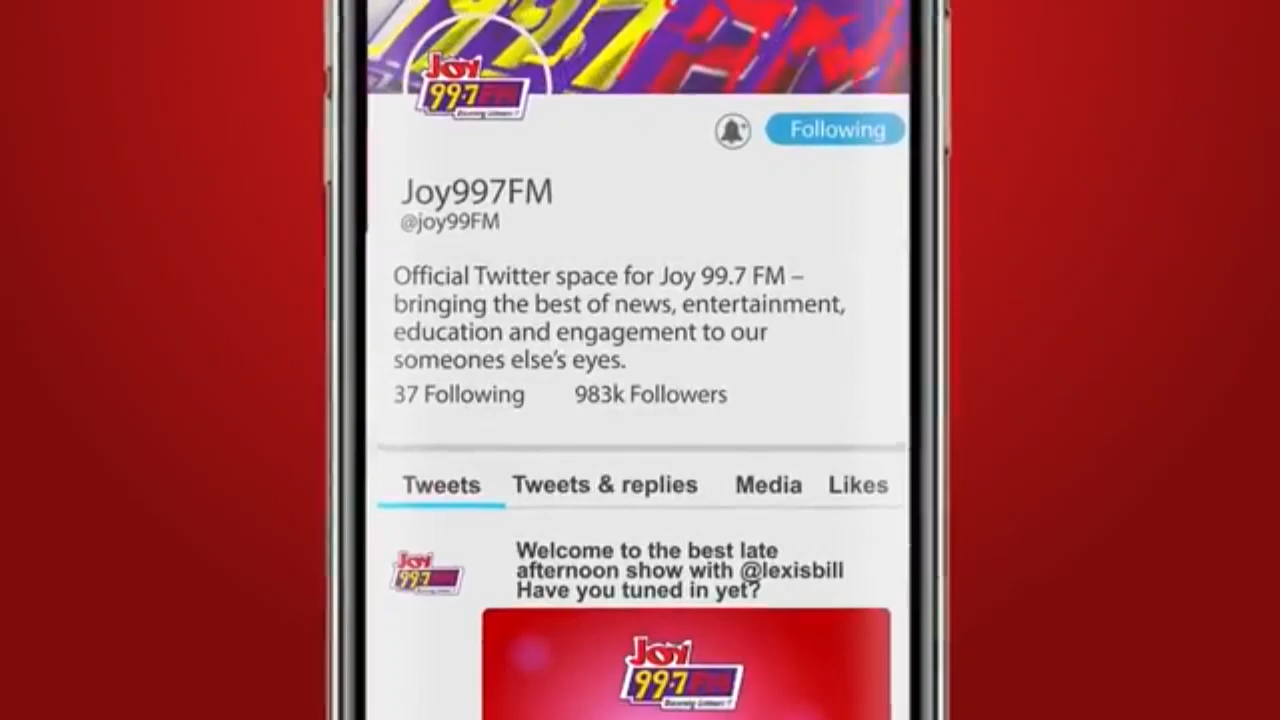 Joy
99.7 FM
Following
Joy997FM
@joy99FM
Official Twitter space for Joy 99.7 FM –
bringing the best of news, entertainment,
education and engagement to our
someones else's eyes.
37 Following 983k Followers
Tweets Tweets & replies Media Likes
Joy
99.7
Welcome to the best late
afternoon show with @lexisbill
Have you tuned in yet?
Joy
99.7 FM